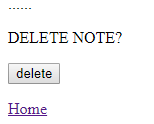 ......
DELETE NOTE?
delete
Home